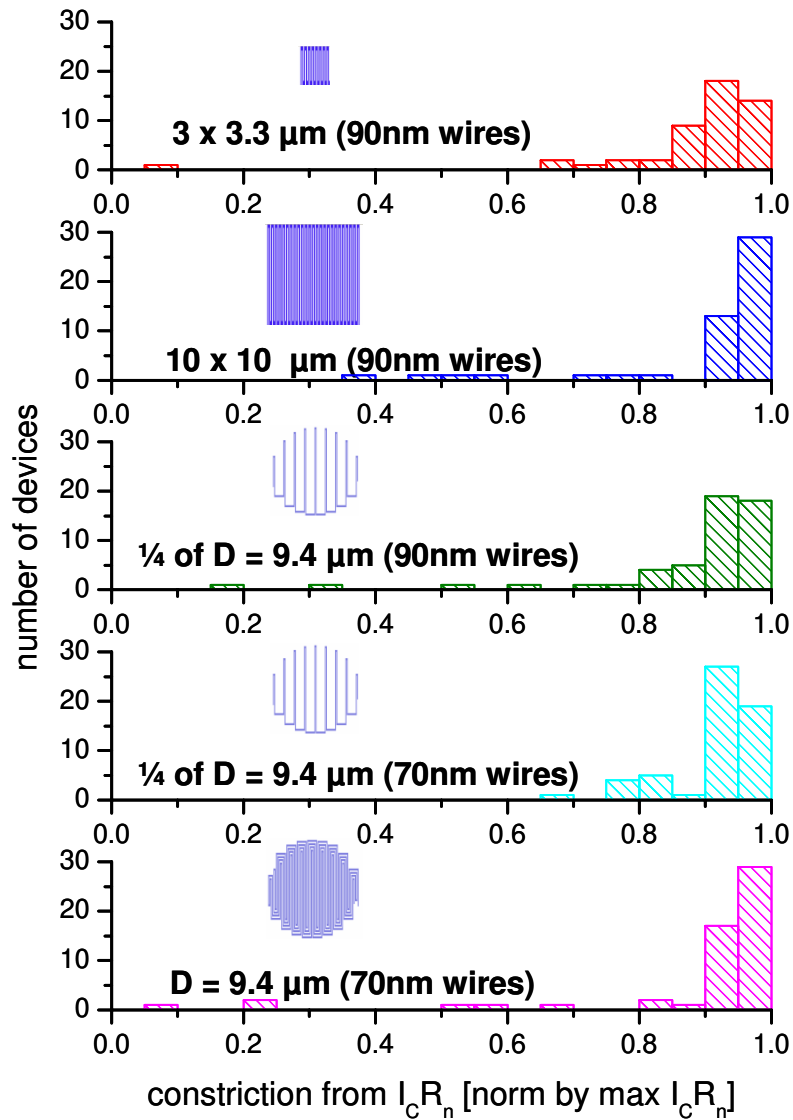 30
20
10
0
3 x 3.3 µm (90nm wires)
0.0 0.2 0.4 0.6 0.8 1.0
30
20
10
0
10 x 10 µm (90nm wires)
0.0 0.2 0.4 0.6 0.8 1.0
30
20
10
0
¼ of D = 9.4 µm (90nm wires)
0.0 0.2 0.4 0.6 0.8 1.0
30
20
10
0
¼ of D = 9.4 µm (70nm wires)
0.0 0.2 0.4 0.6 0.8 1.0
30
20
10
0
D = 9.4 µm (70nm wires)
0.0 0.2 0.4 0.6 0.8 1.0
number of devices
constriction from I_CR_n [norm by max I_CR_n]